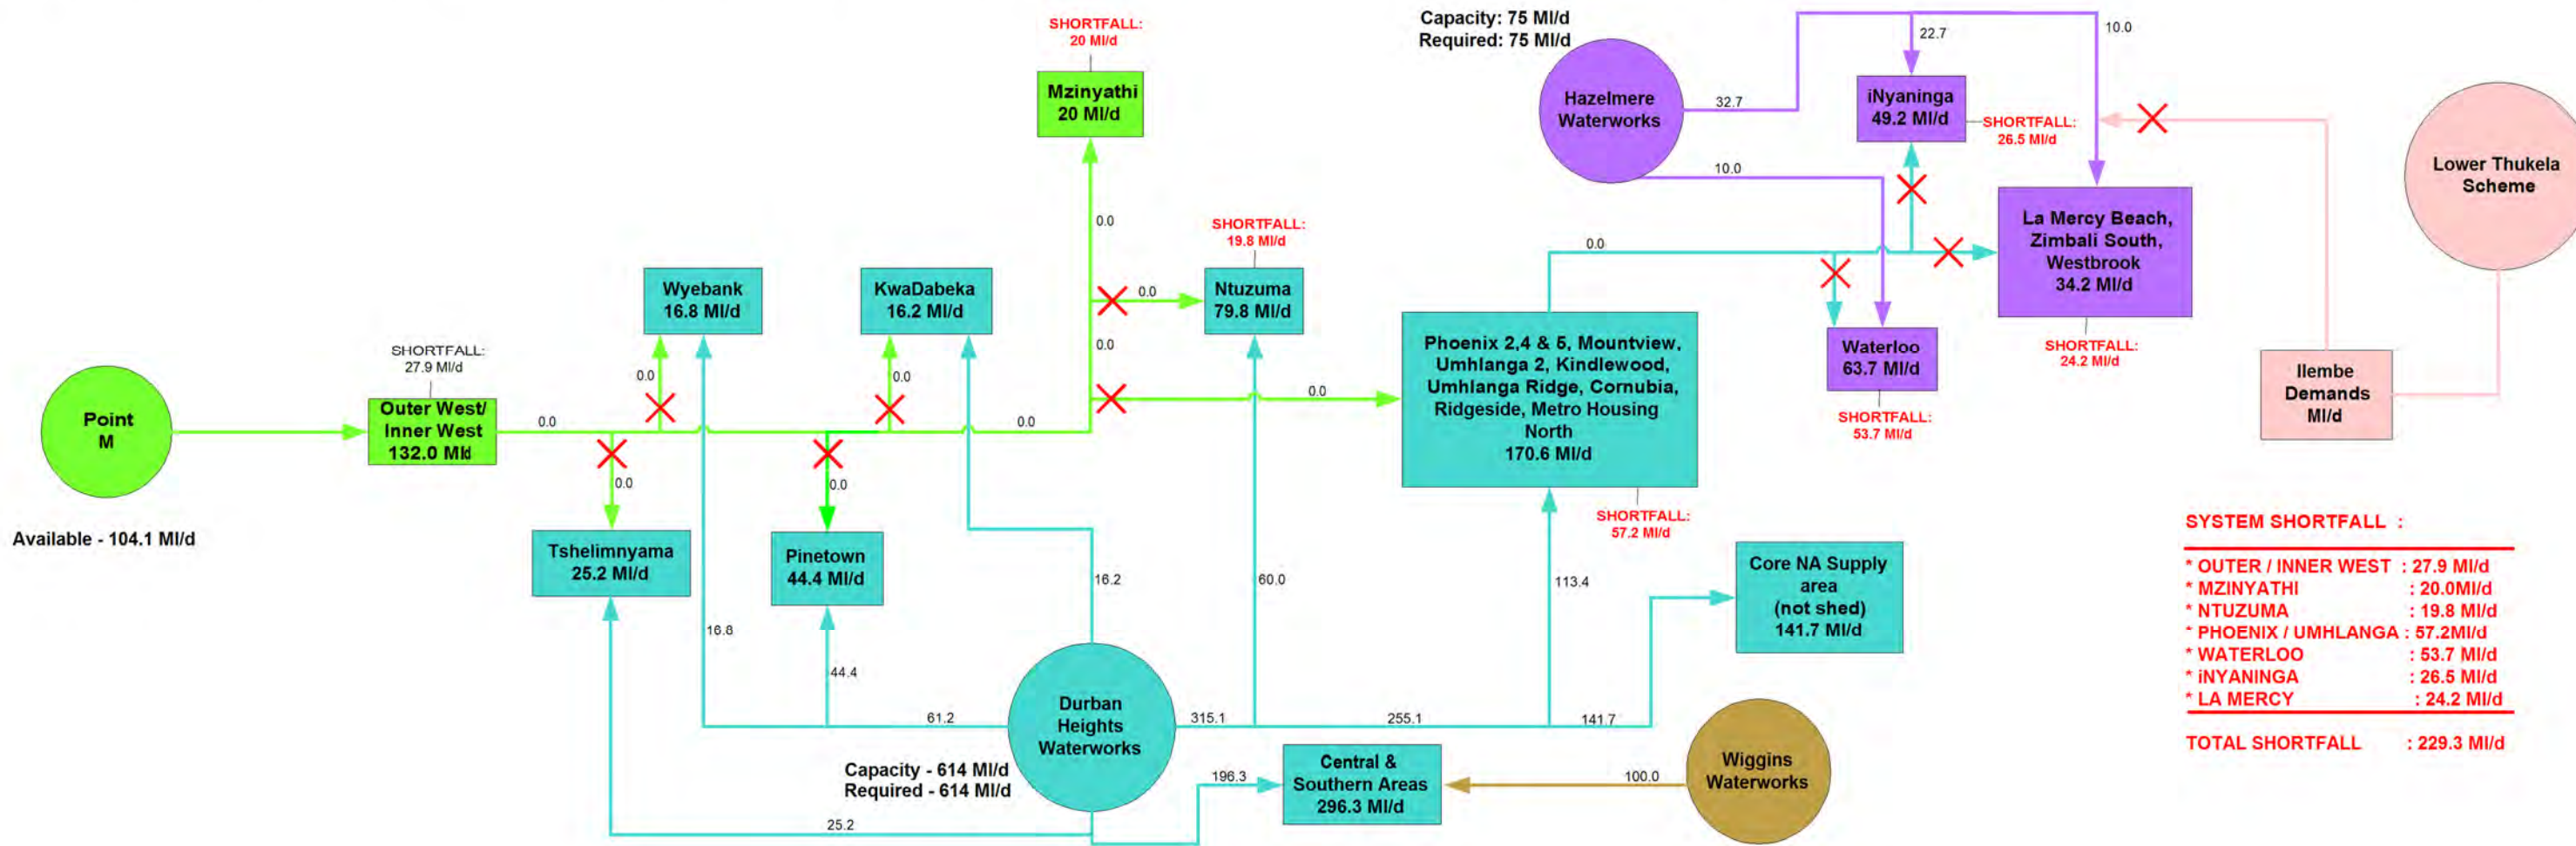 Point
M
Available - 104.1 Ml/d
SHORTFALL:
27.9 Ml/d
Outer West/
Inner West
132.0 Mld
0.0
0.0
0.0
Wyebank
16.8 Ml/d
Tshelimnyama
25.2 Ml/d
16.8
KwaDabeka
16.2 Ml/d
0.0
0.0
Pinetown
44.4 Ml/d
44.4
0.0
SHORTFALL:
20 Ml/d
Mzinyathi
20 Ml/d
0.0
0.0
0.0
SHORTFALL:
19.8 Ml/d
Ntuzuma
79.8 Ml/d
0.0
16.2
60.0
61.2
Durban
Heights
Waterworks
Capacity - 614 Ml/d
Required - 614 Ml/d
25.2
315.1
255.1
141.7
113.4
196.3
Central &
Southern Areas
296.3 Ml/d
100.0
Wiggins
Waterworks
Core NA Supply
area
(not shed)
141.7 Ml/d
Phoenix 2,4 & 5, Mountview,
Umhlanga 2, Kindlewood,
Umhlanga Ridge, Cornubia,
Ridgeside, Metro Housing
North
170.6 Ml/d
SHORTFALL:
57.2 Ml/d
0.0
Capacity: 75 Ml/d
Required: 75 Ml/d
Hazelmere
Waterworks
32.7
10.0
22.7
10.0
iNyaninga
49.2 Ml/d
SHORTFALL:
26.5 Ml/d
La Mercy Beach,
Zimbali South,
Westbrook
34.2 Ml/d
SHORTFALL:
24.2 Ml/d
Waterloo
63.7 Ml/d
SHORTFALL:
53.7 Ml/d
Lower Thukela
Scheme
Ilembe
Demands
Ml/d
SYSTEM SHORTFALL :
* OUTER / INNER WEST : 27.9 Ml/d
* MZINYATHI : 20.0Ml/d
* NTUZUMA : 19.8 Ml/d
* PHOENIX / UMHLANGA : 57.2Ml/d
* WATERLOO : 53.7 Ml/d
* iNYANINGA : 26.5 Ml/d
* LA MERCY : 24.2 Ml/d
TOTAL SHORTFALL : 229.3 Ml/d